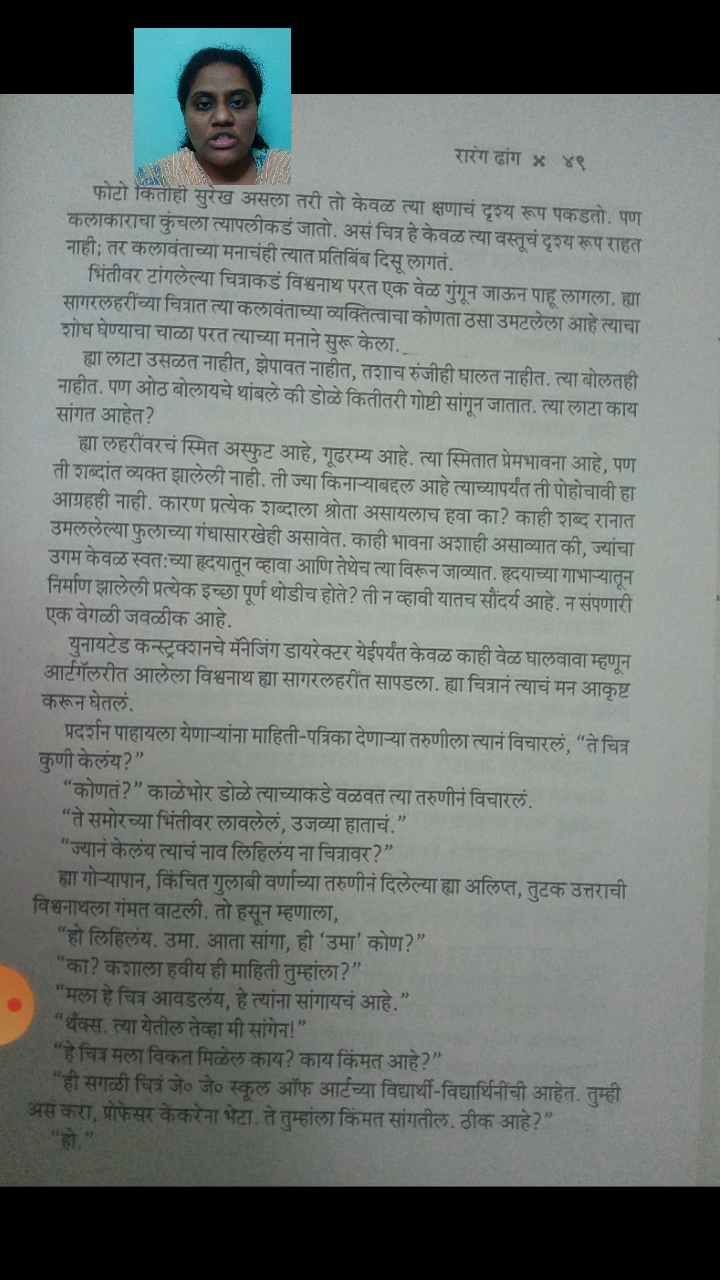 रारंग ढांग × ४९
फोटो कितीही सुरेख असला तरी तो केवळ त्या क्षणाचं दृश्य रूप पकडतो. पण
कलाकाराचा कुंचला त्यापलीकडं जातो. असं चित्र हे केवळ त्या वस्तूचं दृश्य रूप राहत
नाही; तर कलावंताच्या मनाचंही त्यात प्रतिबिंब दिसू लागतं.
भिंतीवर टांगलेल्या चित्राकडं विश्वनाथ परत एक वेळ गुंगून जाऊन पाहू लागला. ह्या
सागरलहरींच्या चित्रात त्या कलावंताच्या व्यक्तित्वाचा कोणता ठसा उमटलेला आहे त्याचा
शोध घेण्याचा चाळा परत त्याच्या मनाने सुरू केला.
ह्या लाटा उसळत नाहीत, झेपावत नाहीत, तशाच रुंजीही घालत नाहीत. त्या बोलतही
नाहीत. पण ओठ बोलायचे थांबले की डोळे कितीतरी गोष्टी सांगून जातात. त्या लाटा काय
सांगत आहेत?
ह्या लहरींवरचं स्मित अस्फुट आहे, गूढरम्य आहे. त्या स्मितात प्रेमभावना आहे, पण
ती शब्दांत व्यक्त झालेली नाही. ती ज्या किनाऱ्याबद्दल आहे त्याच्यापर्यंत ती पोहोचावी हा
आग्रहही नाही. कारण प्रत्येक शब्दाला श्रोता असायलाच हवा का? काही शब्द रानात
उमललेल्या फुलाच्या गंधासारखेही असावेत. काही भावना अशाही असाव्यात की, ज्यांचा
उगम केवळ स्वतःच्या हृदयातून व्हावा आणि तेथेच त्या विरून जाव्यात. हृदयाच्या गाभाऱ्यातून
निर्माण झालेली प्रत्येक इच्छा पूर्ण थोडीच होते? ती न व्हावी यातच सौंदर्य आहे. न संपणारी
एक वेगळी जवळीक आहे.
युनायटेड कन्स्ट्रक्शनचे मॅनेजिंग डायरेक्टर येईपर्यंत केवळ काही वेळ घालवावा म्हणून
आर्टगॅलरीत आलेला विश्वनाथ ह्या सागरलहरींत सापडला. ह्या चित्रानं त्याचं मन आकृष्ट
करून घेतलं.
प्रदर्शन पाहायला येणाऱ्यांना माहिती-पत्रिका देणाऱ्या तरुणीला त्यानं विचारलं, “ते चित्र
कुणी केलंय?”
“कोणतं?” काळेभोर डोळे त्याच्याकडे वळवत त्या तरुणीनं विचारलं.
“ते समोरच्या भिंतीवर लावलेलं, उजव्या हाताचं.”
“ज्यानं केलंय त्याचं नाव लिहिलंय ना चित्रावर?”
ह्या गोऱ्यापान, किंचित गुलाबी वर्णाच्या तरुणीनं दिलेल्या ह्या अलिप्त, तुटक उत्तराची
विश्वनाथला गंमत वाटली. तो हसून म्हणाला,
“हो लिहिलंय. उमा. आता सांगा, ही ‘उमा’ कोण?”
“का? कशाला हवीय ही माहिती तुम्हांला?”
“मला हे चित्र आवडलंय, हे त्यांना सांगायचं आहे.”
“थँक्स. त्या येतील तेव्हा मी सांगेन!”
“हे चित्र मला विकत मिळेल काय? काय किंमत आहे?”
“ही सगळी चित्रं जे० जे० स्कूल ऑफ आर्टच्या विद्यार्थी-विद्यार्थिनींची आहेत. तुम्ही
असं करा, प्रोफेसर केंकरेंना भेटा. ते तुम्हांला किंमत सांगतील. ठीक आहे?”
“हो.”